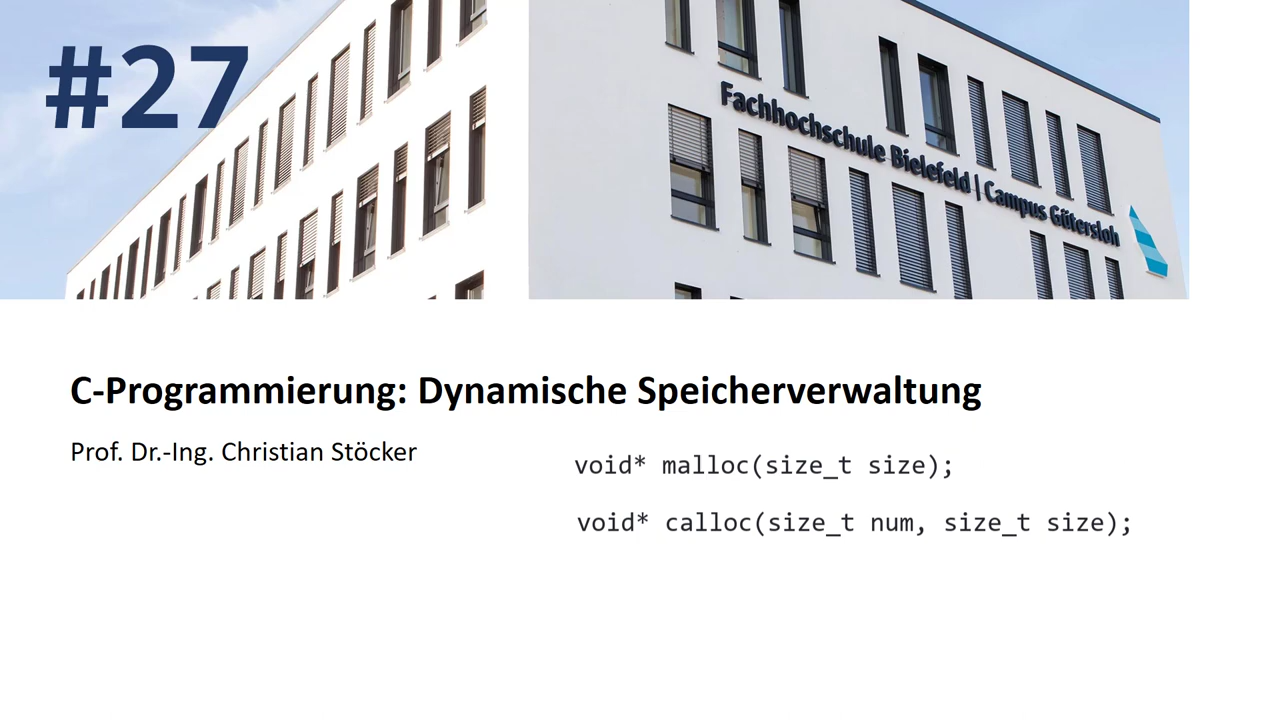 #27
Fachhochschule Bielefeld | Campus Gütersloh
C-Programmierung: Dynamische Speicherverwaltung
Prof. Dr.-Ing. Christian Stöcker
void* malloc(size_t size);
void* calloc(size_t num, size_t size);